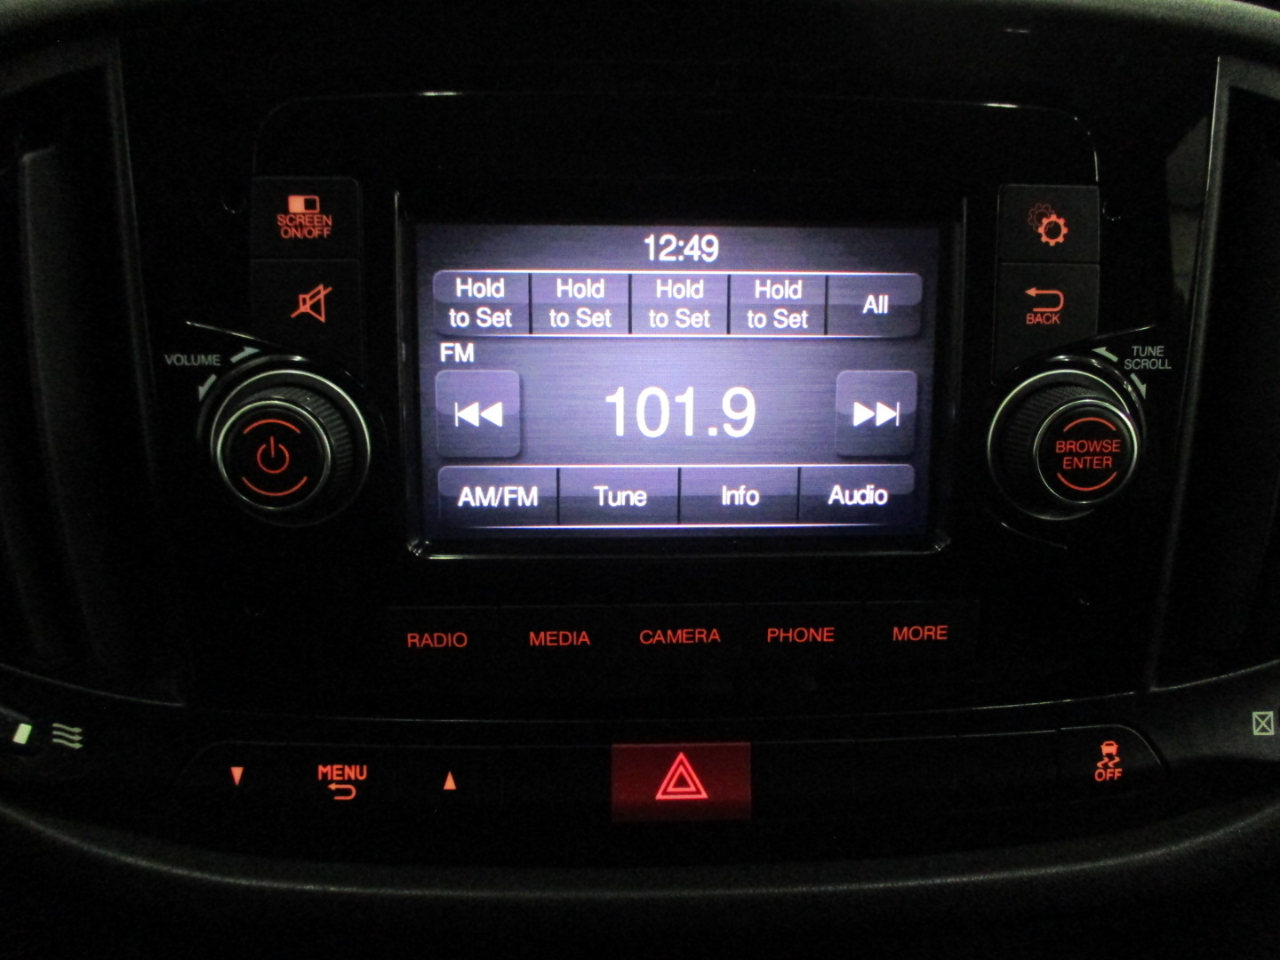 12:49
SCREEN
ON/OFF
Hold
to Set
Hold
to Set
Hold
to Set
Hold
to Set
All
BACK
FM
VOLUME
TUNE
SCROLL
101.9
BROWSE
ENTER
AM/FM
Tune
Info
Audio
RADIO
MEDIA
CAMERA
PHONE
MORE
MENU
OFF